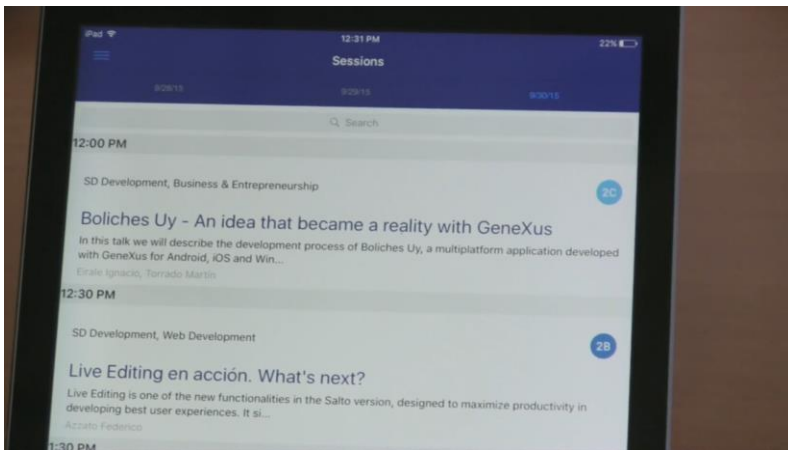 iPad
12:31 PM
22%
Sessions
9/28/15
9/29/15
9/30/15
Search
12:00 PM
SD Development, Business & Entrepreneurship
2C
Boliches Uy - An idea that became a reality with GeneXus
In this talk we will describe the development process of Boliches Uy, a multiplatform application developed
with GeneXus for Android, iOS and Win...
Eirale Ignacio, Torrado Martín
12:30 PM
SD Development, Web Development
2B
Live Editing en acción. What's next?
Live Editing is one of the new functionalities in the Salto version, designed to maximize productivity in
developing best user experiences. It si...
Azzato Federico
1:30 PM